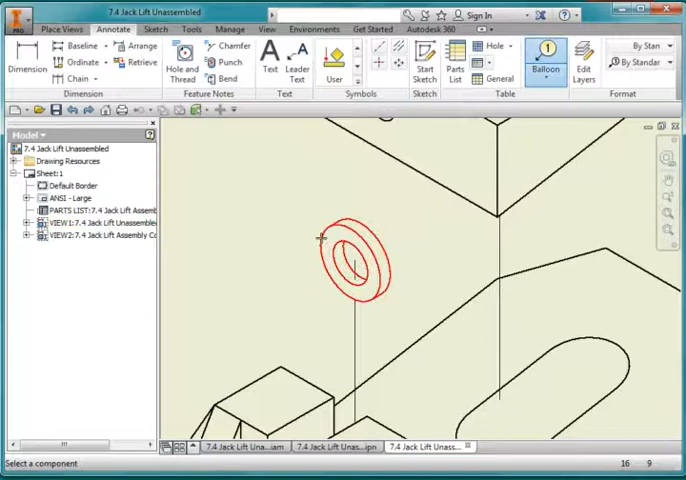 7.4 Jack Lift Unassembled
Sign In
PRO
Place Views Annotate Sketch Tools Manage View Environments Get Started Autodesk 360
Baseline Arrange
Ordinate Retrieve
Chain
Dimension
Hole and
Thread
Chamfer
Punch
Bend
Text
Leader
Text
User
Start
Sketch
Parts
List
Hole
General
Balloon
Edit
Layers
By Stan
By Standar
Dimension Feature Notes Text Symbols Sketch Table Format
Model
7.4 Jack Lift Unassembled
Drawing Resources
Sheet:1
Default Border
ANSI - Large
PARTS LIST:7.4 Jack Lift Assemb
VIEW1:7.4 Jack Lift Unassemble
VIEW2:7.4 Jack Lift Assembly Co
7.4 Jack Lift Una...iam 7.4 Jack Lift Unas...ipn 7.4 Jack Lift Unass...
Select a component 16 9